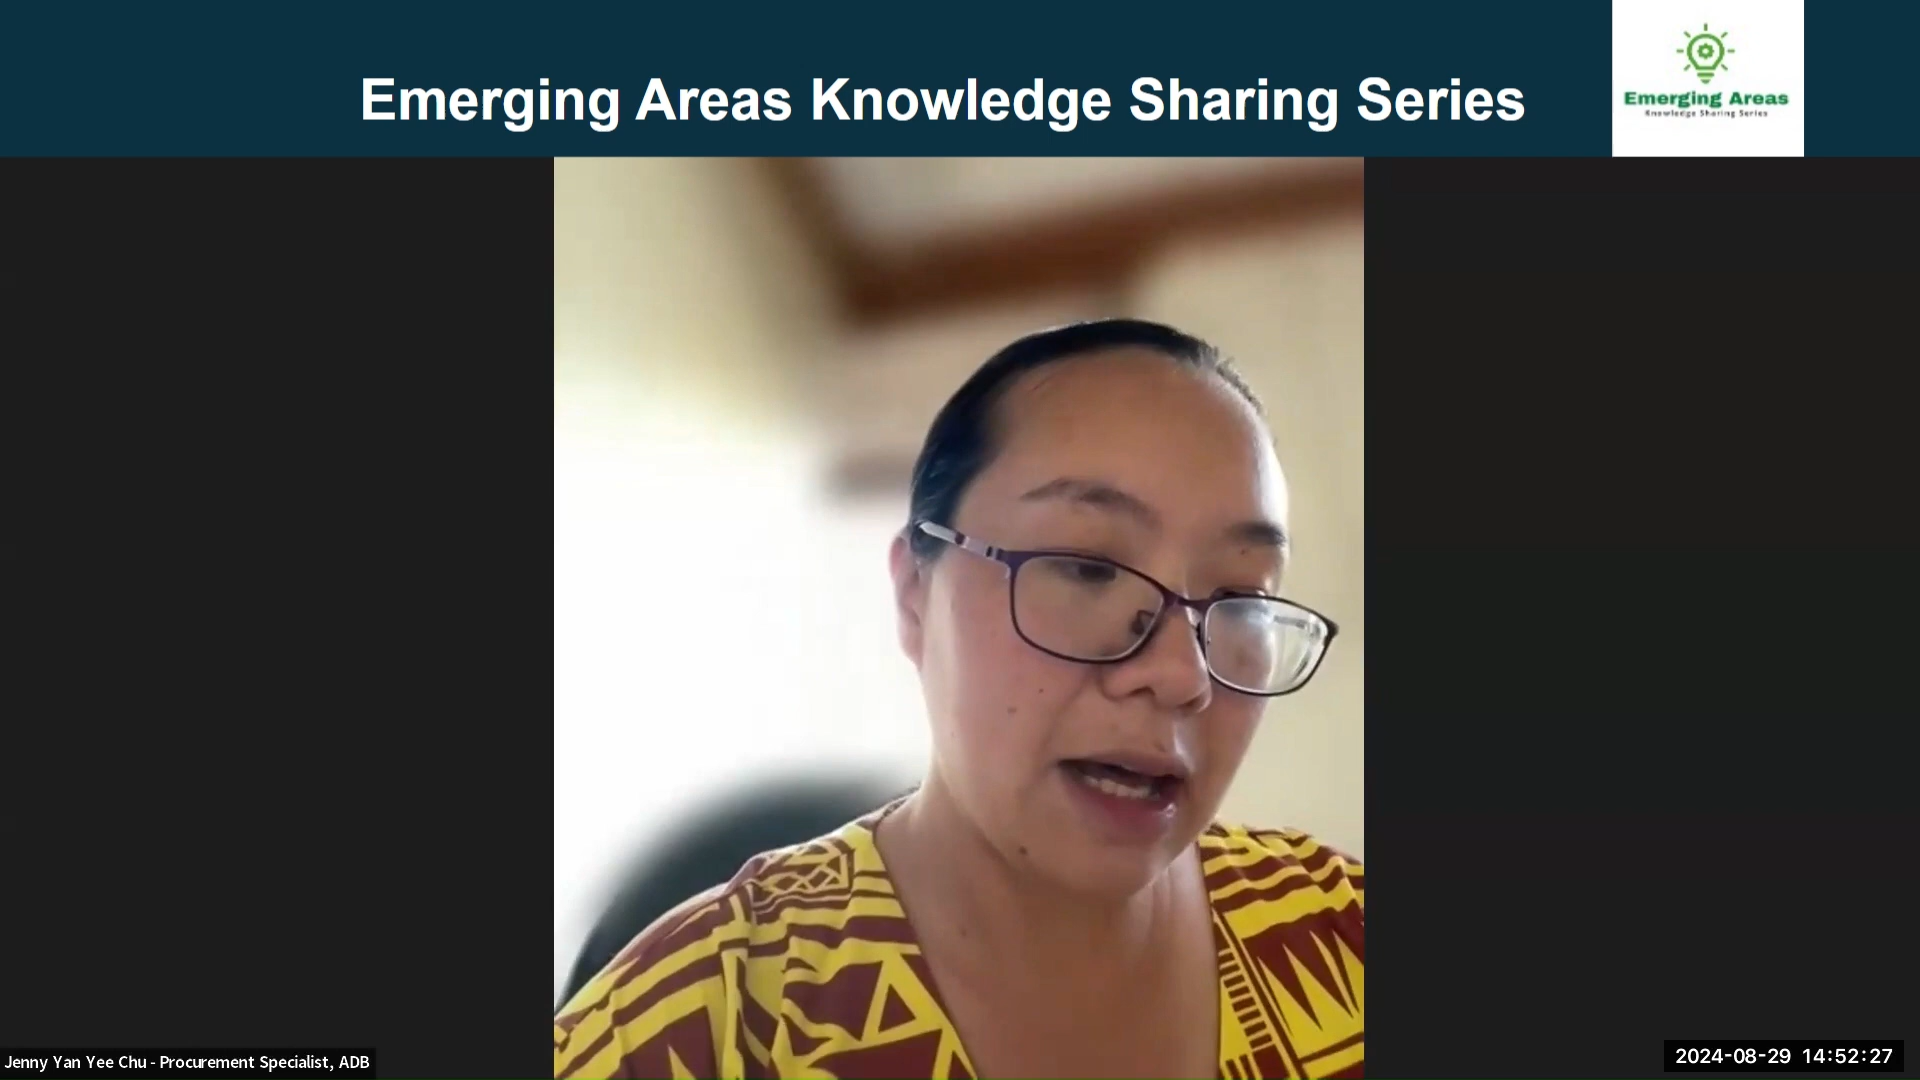 Emerging Areas Knowledge Sharing Series
Emerging Areas
Knowledge Sharing Series
Jenny Yan Yee Chu - Procurement Specialist, ADB
2024-08-29 14:52:27